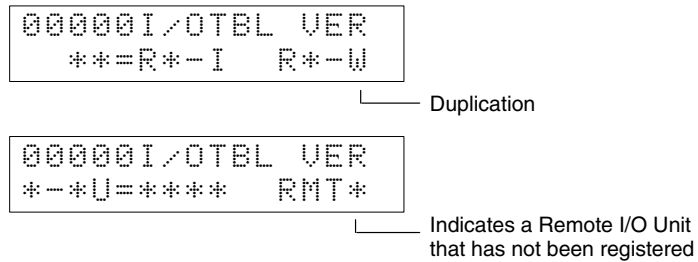 00000I/OTBL VER
**=R*-I R*-W
Duplication
00000I/OTBL VER
*-*U=**** RMT*
Indicates a Remote I/O Unit
that has not been registered